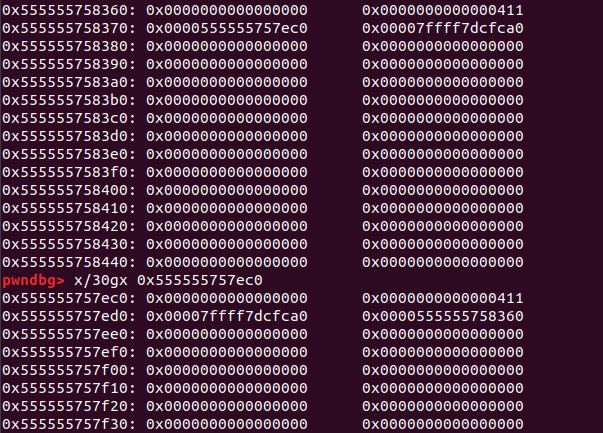 0x555555758360: 0x0000000000000000 0x0000000000000411
0x555555758370: 0x0000555555757ec0 0x00007ffff7dcfca0
0x555555758380: 0x0000000000000000 0x0000000000000000
0x555555758390: 0x0000000000000000 0x0000000000000000
0x5555557583a0: 0x0000000000000000 0x0000000000000000
0x5555557583b0: 0x0000000000000000 0x0000000000000000
0x5555557583c0: 0x0000000000000000 0x0000000000000000
0x5555557583d0: 0x0000000000000000 0x0000000000000000
0x5555557583e0: 0x0000000000000000 0x0000000000000000
0x5555557583f0: 0x0000000000000000 0x0000000000000000
0x555555758400: 0x0000000000000000 0x0000000000000000
0x555555758410: 0x0000000000000000 0x0000000000000000
0x555555758420: 0x0000000000000000 0x0000000000000000
0x555555758430: 0x0000000000000000 0x0000000000000000
0x555555758440: 0x0000000000000000 0x0000000000000000
pwndbg> x/30gx 0x555555757ec0
0x555555757ec0: 0x0000000000000000 0x0000000000000411
0x555555757ed0: 0x00007ffff7dcfca0 0x0000555555758360
0x555555757ee0: 0x0000000000000000 0x0000000000000000
0x555555757ef0: 0x0000000000000000 0x0000000000000000
0x555555757f00: 0x0000000000000000 0x0000000000000000
0x555555757f10: 0x0000000000000000 0x0000000000000000
0x555555757f20: 0x0000000000000000 0x0000000000000000
0x555555757f30: 0x0000000000000000 0x0000000000000000